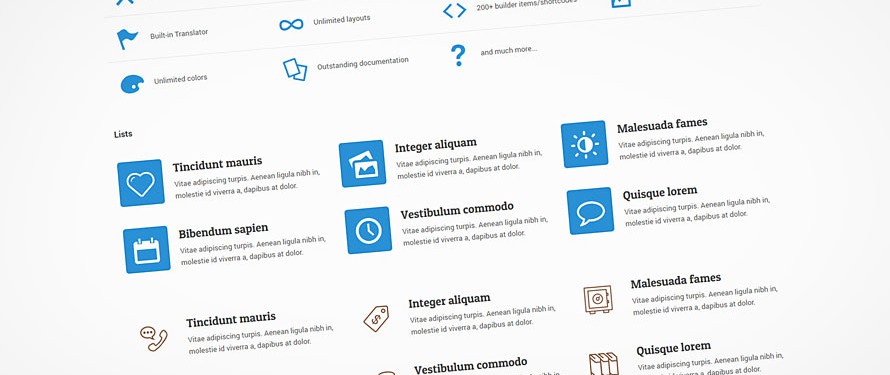 Built-in Translator
Unlimited layouts
200+ builder items/shortcodes
Unlimited colors
Outstanding documentation
and much more...
Lists
Tincidunt mauris
Vitae adipiscing turpis. Aenean ligula nibh in,
molestie id viverra a, dapibus at dolor.
Integer aliquam
Vitae adipiscing turpis. Aenean ligula nibh in,
molestie id viverra a, dapibus at dolor.
Malesuada fames
Vitae adipiscing turpis. Aenean ligula nibh in,
molestie id viverra a, dapibus at dolor.
Bibendum sapien
Vitae adipiscing turpis. Aenean ligula nibh in,
molestie id viverra a, dapibus at dolor.
Vestibulum commodo
Vitae adipiscing turpis. Aenean ligula nibh in,
molestie id viverra a, dapibus at dolor.
Quisque lorem
Vitae adipiscing turpis. Aenean ligula nibh in,
molestie id viverra a, dapibus at dolor.
Tincidunt mauris
Vitae adipiscing turpis. Aenean ligula nibh in,
molestie id viverra a, dapibus at dolor.
Integer aliquam
Vitae adipiscing turpis. Aenean ligula nibh in,
molestie id viverra a, dapibus at dolor.
Malesuada fames
Vitae adipiscing turpis. Aenean ligula nibh in,
molestie id viverra a, dapibus at dolor.
Vestibulum commodo
Quisque lorem
Vitae adipiscing turpis. Aenean ligula nibh in,